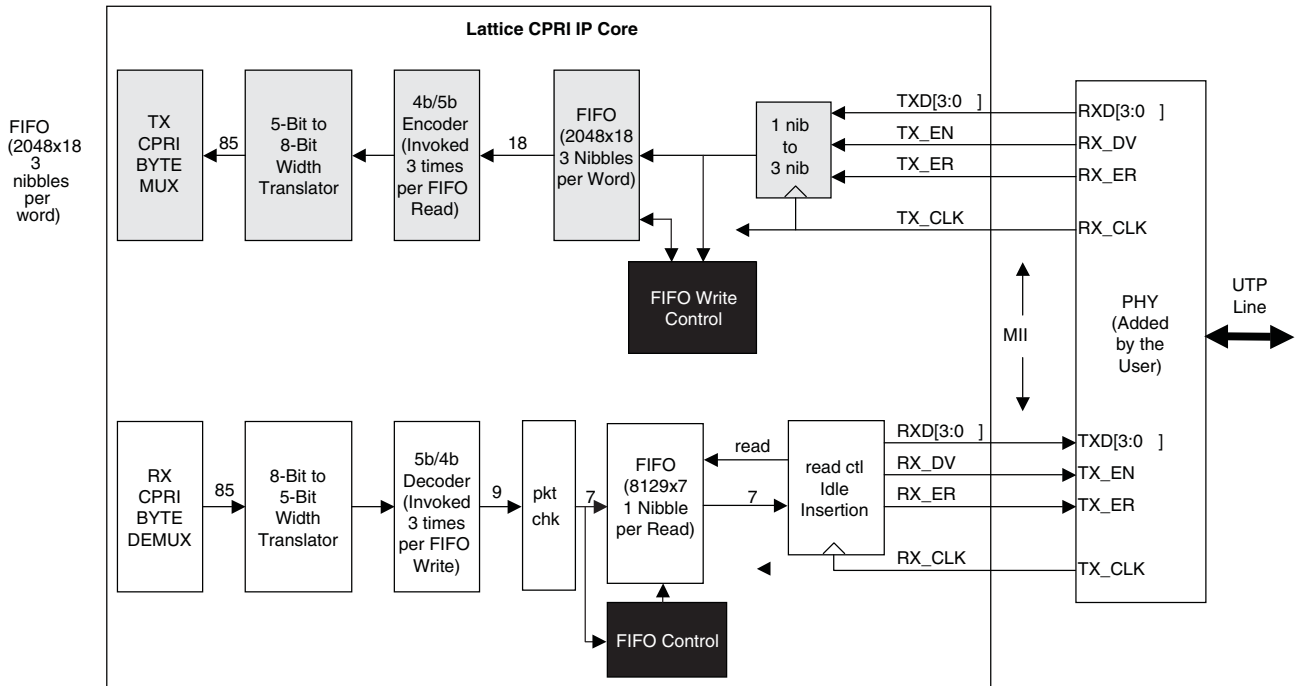 Lattice CPRI IP Core
FIFO
(2048x18
3
nibbles
per
word)
TX
CPRI
BYTE
MUX
85
5-Bit to
8-Bit
Width
Translator
4b/5b
Encoder
(Invoked
3 times
per FIFO
Read)
18
FIFO
(2048x18
3 Nibbles
per Word)
FIFO Write
Control
1 nib
to
3 nib
TXD[3:0 ]
TX_EN
TX_ER
TX_CLK
RXD[3:0 ]
RX_DV
RX_ER
RX_CLK
MII
PHY
(Added
by the
User)
UTP
Line
RX
CPRI
BYTE
DEMUX
85
8-Bit to
5-Bit
Width
Translator
5b/4b
Decoder
(Invoked
3 times
per FIFO
Write)
9
pkt
chk
7
FIFO
(8129x7
1 Nibble
per Read)
read
7
FIFO Control
read ctl
Idle
Insertion
RXD[3:0 ]
RX_DV
RX_ER
RX_CLK
TXD[3:0 ]
TX_EN
TX_ER
TX_CLK